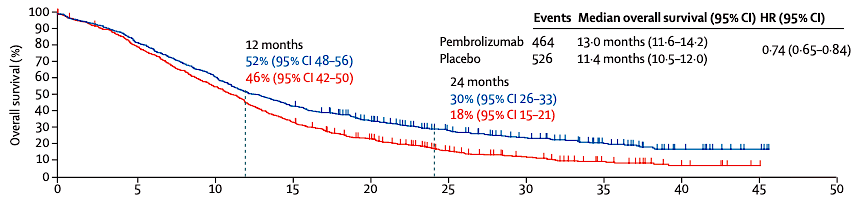 Events Median overall survival (95% CI) HR (95% CI)
Pembrolizumab 464 13·0 months (11·6–14·2)
0·74 (0·65–0·84)
Placebo 526 11·4 months (10·5–12·0)
12 months
52% (95% CI 48–56)
46% (95% CI 42–50)
24 months
30% (95% CI 26–33)
18% (95% CI 15–21)
Overall survival (%)
100
90
80
70
60
50
40
30
20
10
0
0 5 10 15 20 25 30 35 40 45 50